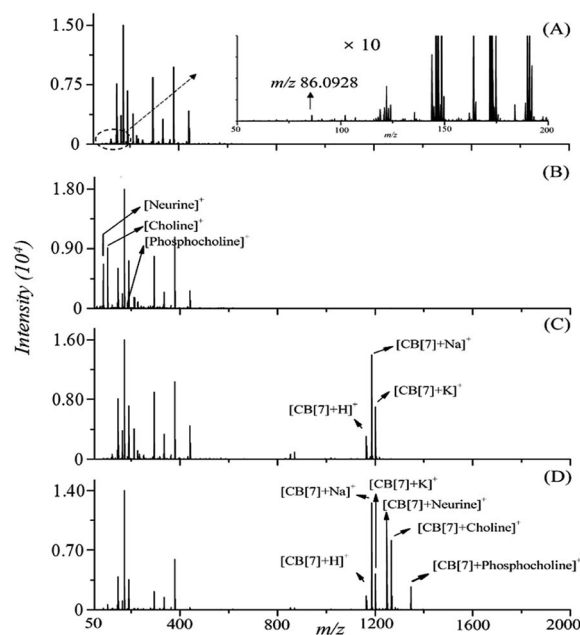 (A)
1.50
0.75
0
× 10
m/z 86.0928
50
100
150
200
m/z
(B)
1.80
0.90
0
[Neurine]+
[Choline]+
[Phosphocholine]+
(C)
1.60
0.80
0
[CB[7]+Na]+
[CB[7]+K]+
[CB[7]+H]+
(D)
1.40
0.70
0
[CB[7]+Na]+
[CB[7]+K]+
[CB[7]+Neurine]+
[CB[7]+Choline]+
[CB[7]+H]+
[CB[7]+Phosphocholine]+
50
400
800
1200
1600
2000
m/z
Intensity (10⁴)